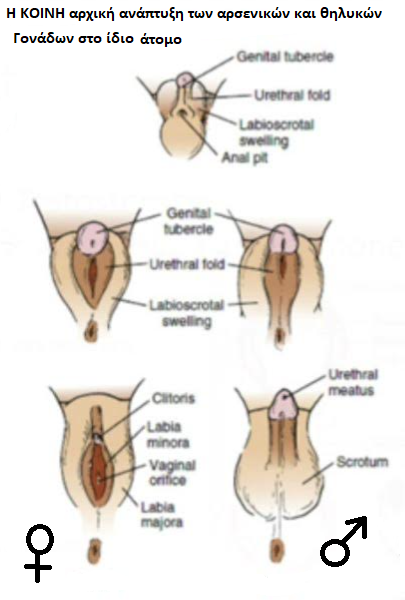 Η ΚΟΙΝΗ αρχική ανάπτυξη των αρσενικών και θηλυκών
Γονάδων στο ίδιο άτομο
Genital tubercle
Urethral fold
Labioscrotal
swelling
Anal pit
Genital
tubercle
Urethral fold
Labioscrotal
swelling
Clitoris
Labia
minora
Vaginal
orifice
Labia
majora
Urethral
meatus
Scrotum